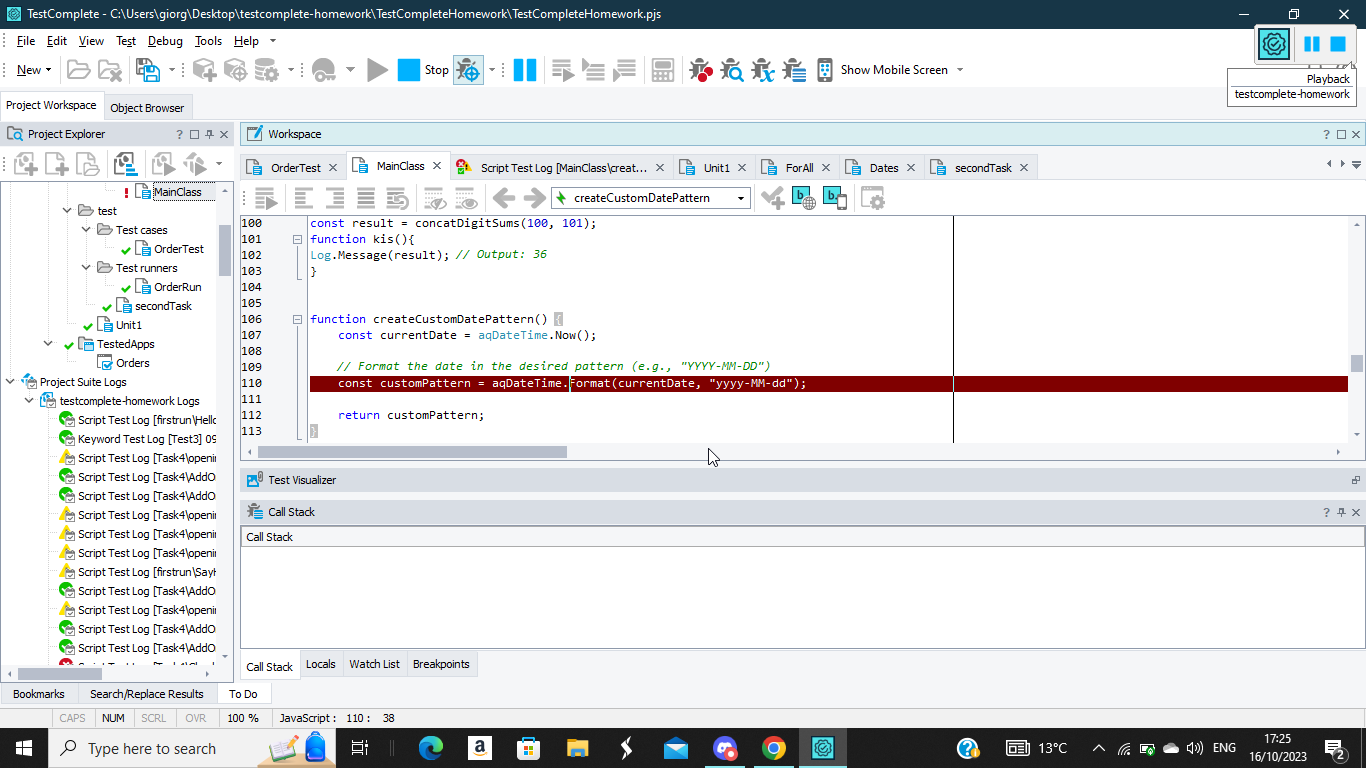 TestComplete - C:\Users\giorg\Desktop\testcomplete-homework\TestCompleteHomework\TestCompleteHomework.pjs
File Edit View Test Debug Tools Help
New Stop Show Mobile Screen
Playback
testcomplete-homework
Project Workspace Object Browser
Project Explorer
Workspace
OrderTest MainClass Script Test Log [MainClass\creat... Unit1 ForAll Dates secondTask
createCustomDatePattern
MainClass
test
Test cases
OrderTest
Test runners
OrderRun
secondTask
Unit1
TestedApps
Orders
Project Suite Logs
testcomplete-homework Logs
Script Test Log [firstrun\Hello
Keyword Test Log [Test3] 09
Script Test Log [Task4\openi
Script Test Log [Task4\AddO
Script Test Log [Task4\AddO
Script Test Log [Task4\openi
Script Test Log [Task4\openi
Script Test Log [Task4\openi
Script Test Log [firstrun\SayH
Script Test Log [Task4\AddO
Script Test Log [Task4\openi
Script Test Log [Task4\AddO
Script Test Log [Task4\AddO
100 const result = concatDigitSums(100, 101);
101 function kis(){
102 Log.Message(result); // Output: 36
103 }
104
105
106 function createCustomDatePattern() {
107 const currentDate = aqDateTime.Now();
108
109 // Format the date in the desired pattern (e.g., "YYYY-MM-DD")
110 const customPattern = aqDateTime.Format(currentDate, "yyyy-MM-dd");
111
112 return customPattern;
113 }
Test Visualizer
Call Stack
Call Stack
Call Stack Locals Watch List Breakpoints
Bookmarks Search/Replace Results To Do
CAPS NUM SCRL OVR 100 % JavaScript : 110 : 38
Type here to search
13°C
ENG
17:25
16/10/2023
2